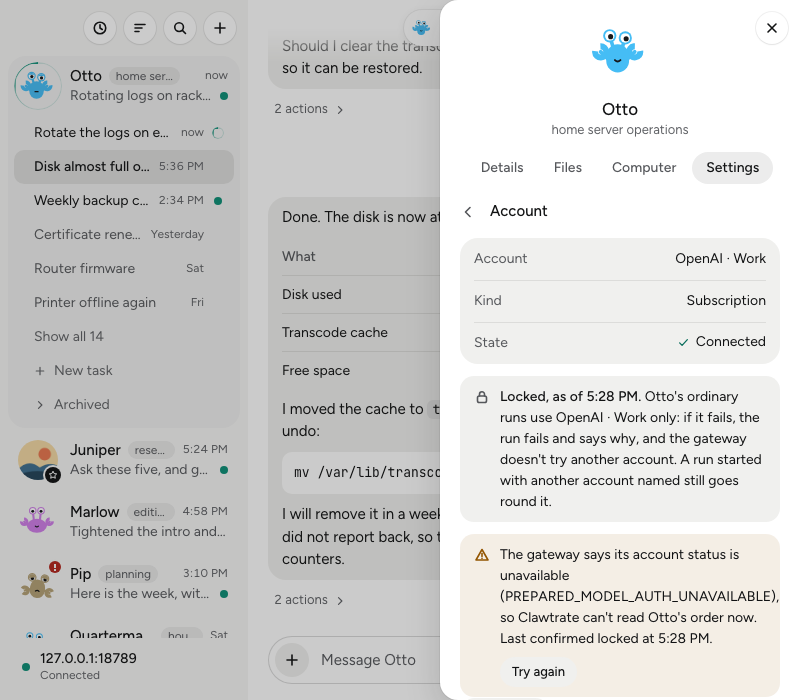 Otto
home ser...
now
Rotating logs on rack...
Rotate the logs on e...
now
Disk almost full o...
5:36 PM
Weekly backup c...
2:34 PM
Certificate rene...
Yesterday
Router firmware
Sat
Printer offline again
Fri
Show all 14
New task
Archived
Juniper
rese...
5:24 PM
Ask these five, and g...
Marlow
editi...
4:58 PM
Tightened the intro and...
Pip
planning
3:10 PM
Here is the week, wit...
Quarterma
hou...
Sat
127.0.0.1:18789
Connected
Should I clear the transc
so it can be restored.
2 actions
Done. The disk is now at
What
Disk used
Transcode cache
Free space
I moved the cache to t
undo:
mv /var/lib/transco
I will remove it in a week
did not report back, so t
counters.
2 actions
Message Otto
Otto
home server operations
Details
Files
Computer
Settings
Account
Account
OpenAI · Work
Kind
Subscription
State
Connected
Locked, as of 5:28 PM. Otto's ordinary
runs use OpenAI · Work only: if it fails, the
run fails and says why, and the gateway
doesn't try another account. A run started
with another account named still goes
round it.
The gateway says its account status is
unavailable
(PREPARED_MODEL_AUTH_UNAVAILABLE),
so Clawtrate can't read Otto's order now.
Last confirmed locked at 5:28 PM.
Try again